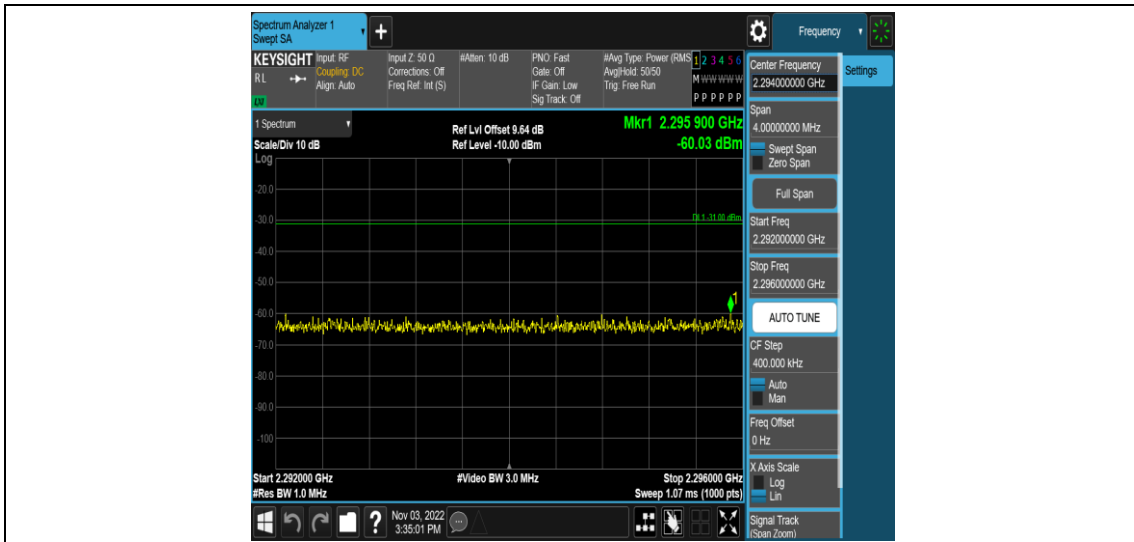 Spectrum Analyzer 1
Swept SA
+
Frequency
KEYSIGHT
RL
LXI
Input: RF
Coupling: DC
Align: Auto
Input Z: 50 Ω
Corrections: Off
Freq Ref: Int (S)
#Atten: 10 dB
PNO: Fast
Gate: Off
IF Gain: Low
Sig Track: Off
#Avg Type: Power (RMS
Avg|Hold: 50/50
Trig: Free Run
1 2 3 4 5 6
M W W W W W
P P P P P P
1 Spectrum
Scale/Div 10 dB
Log
Ref Lvl Offset 9.64 dB
Ref Level -10.00 dBm
Mkr1 2.295 900 GHz
-60.03 dBm
-20.0
-30.0
DL1 -31.00 dBm
-40.0
-50.0
1
-60.0
-70.0
-80.0
-90.0
-100
Start 2.292000 GHz
#Res BW 1.0 MHz
#Video BW 3.0 MHz
Stop 2.296000 GHz
Sweep 1.07 ms (1000 pts)
Center Frequency
2.294000000 GHz
Settings
Span
4.00000000 MHz
Swept Span
Zero Span
Full Span
Start Freq
2.292000000 GHz
Stop Freq
2.296000000 GHz
AUTO TUNE
CF Step
400.000 kHz
Auto
Man
Freq Offset
0 Hz
X Axis Scale
Log
Lin
Signal Track
(Span Zoom)
?
Nov 03, 2022
3:35:01 PM